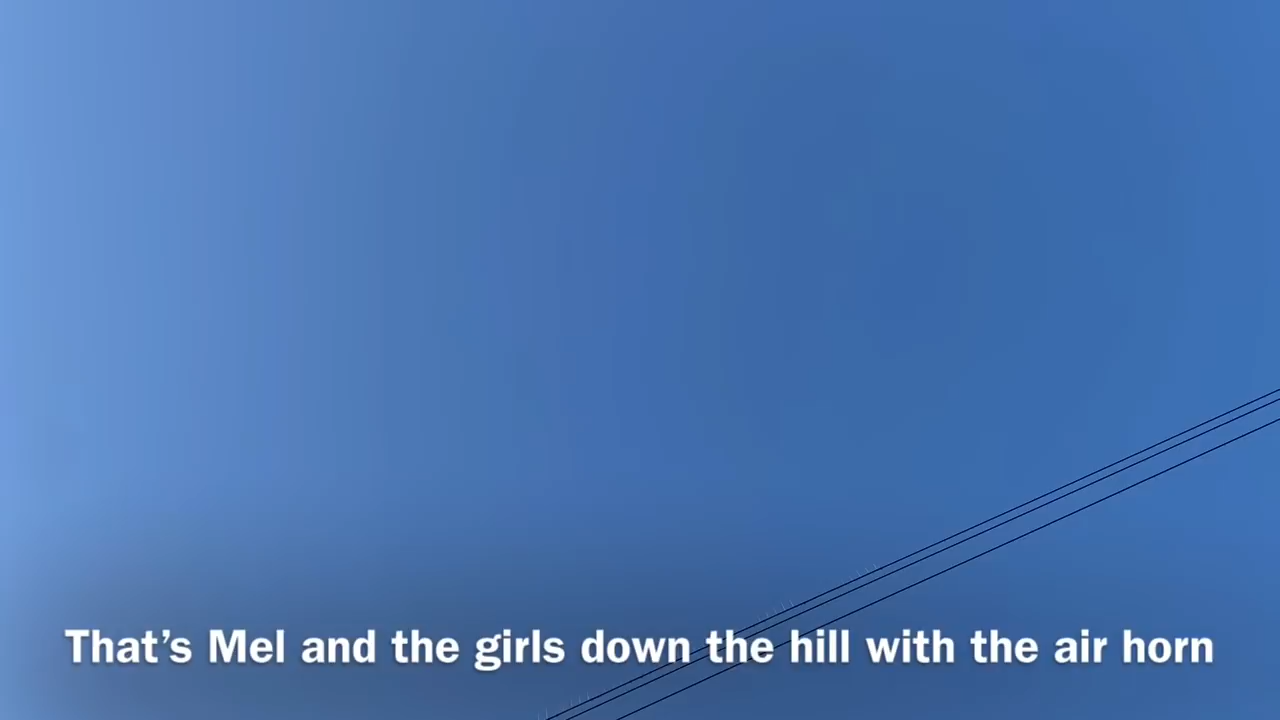 That’s Mel and the girls down the hill with the air horn